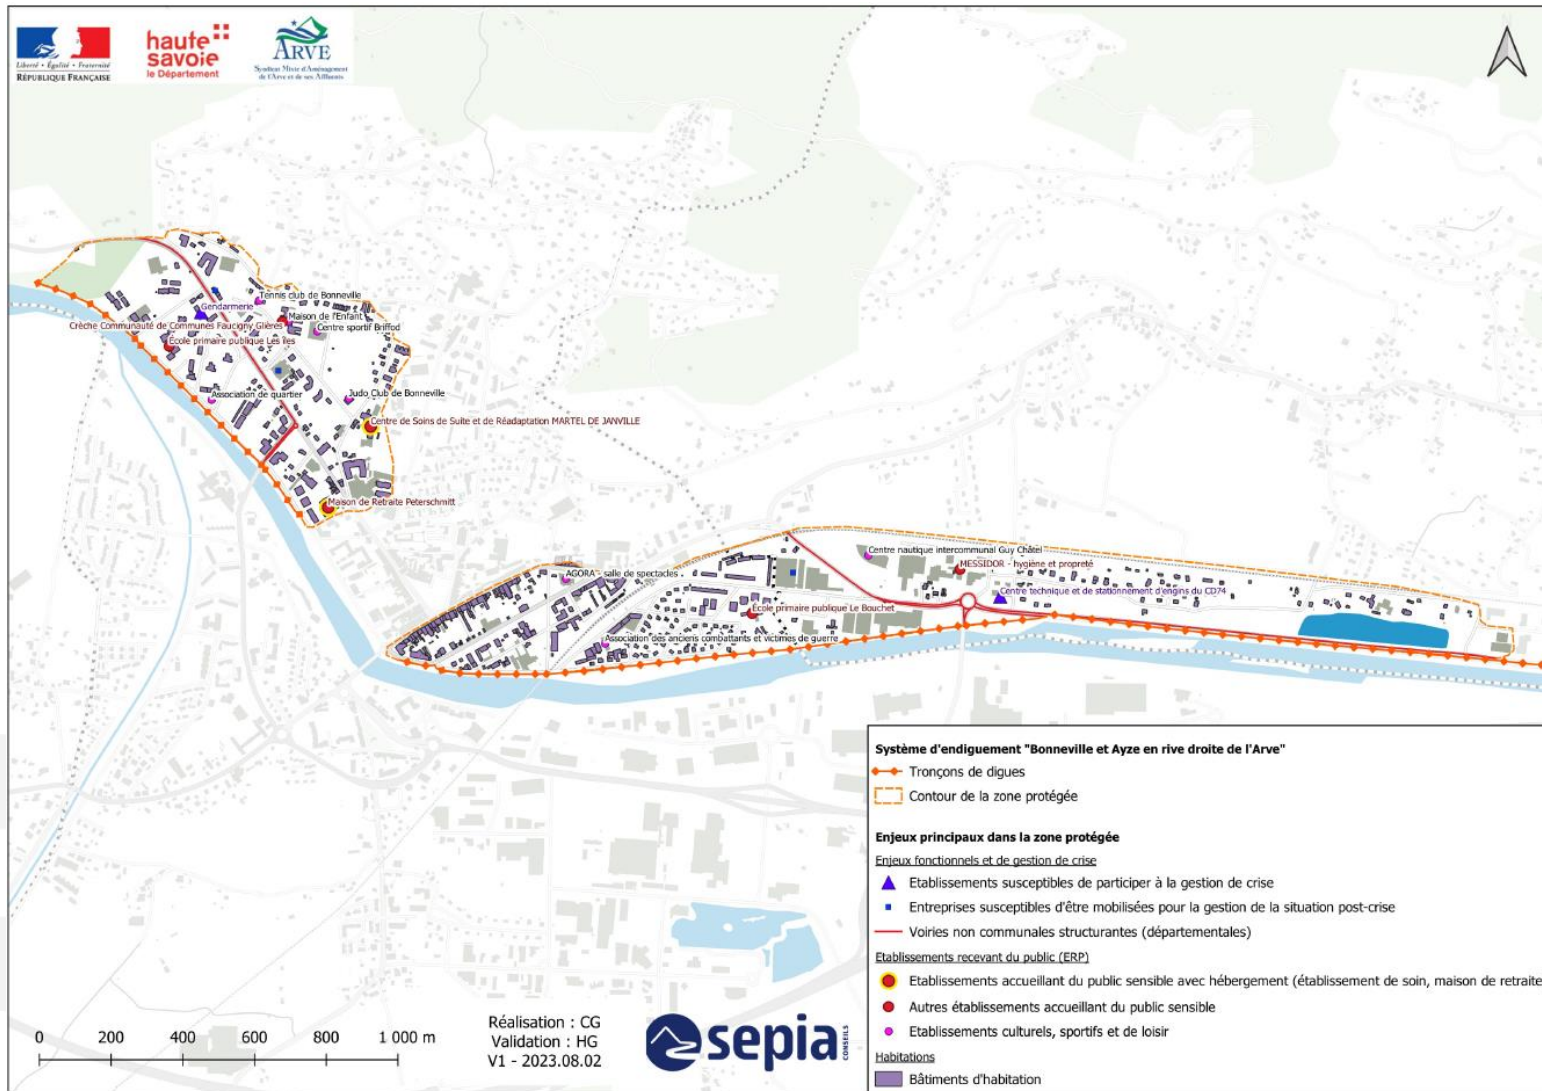 Liberté • Égalité • Fraternité
RÉPUBLIQUE FRANÇAISE
haute
savoie
le Département
ARVE
Syndicat Mixte d'Aménagement
de l'Arve et de ses Affluents
Tennis club de Bonneville
Gendarmerie
Maison de l'Enfant
Crèche Communauté de Communes Faucigny Glières
Centre sportif Briffod
École primaire publique Les Iles
Association de quartier
Judo Club de Bonneville
Centre de Soins de Suite et de Réadaptation MARTEL DE JANVILLE
Maison de Retraite Peterschmitt
Centre nautique intercommunal Guy Châtel
MESSIDOR - hygiène et propreté
AGORA - salle de spectacles
Centre technique et de stationnement d'engins du CD74
École primaire publique Le Bouchet
Association des anciens combattants et victimes de guerre
Système d'endiguement "Bonneville et Ayze en rive droite de l'Arve"
Tronçons de digues
Contour de la zone protégée
Enjeux principaux dans la zone protégée
Enjeux fonctionnels et de gestion de crise
Etablissements susceptibles de participer à la gestion de crise
Entreprises susceptibles d'être mobilisées pour la gestion de la situation post-crise
Voiries non communales structurantes (départementales)
Etablissements recevant du public (ERP)
Etablissements accueillant du public sensible avec hébergement (établissement de soin, maison de retraite
Autres établissements accueillant du public sensible
Etablissements culturels, sportifs et de loisir
Habitations
Bâtiments d'habitation
0 200 400 600 800 1 000 m
Réalisation : CG
Validation : HG
V1 - 2023.08.02
sepia
CONSEILS